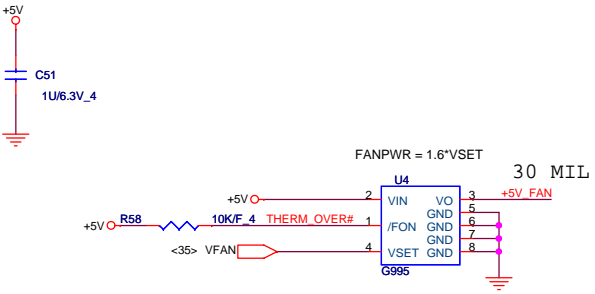 +5V
C51
1U/6.3V_4
FANPWR = 1.6*VSET
30 MIL
U4
+5V 2 VIN VO 3 +5V_FAN
GND 5
+5V R58 10K/F_4 THERM_OVER# 1 /FON GND 6
GND 7
<35> VFAN 4 VSET GND 8
G995